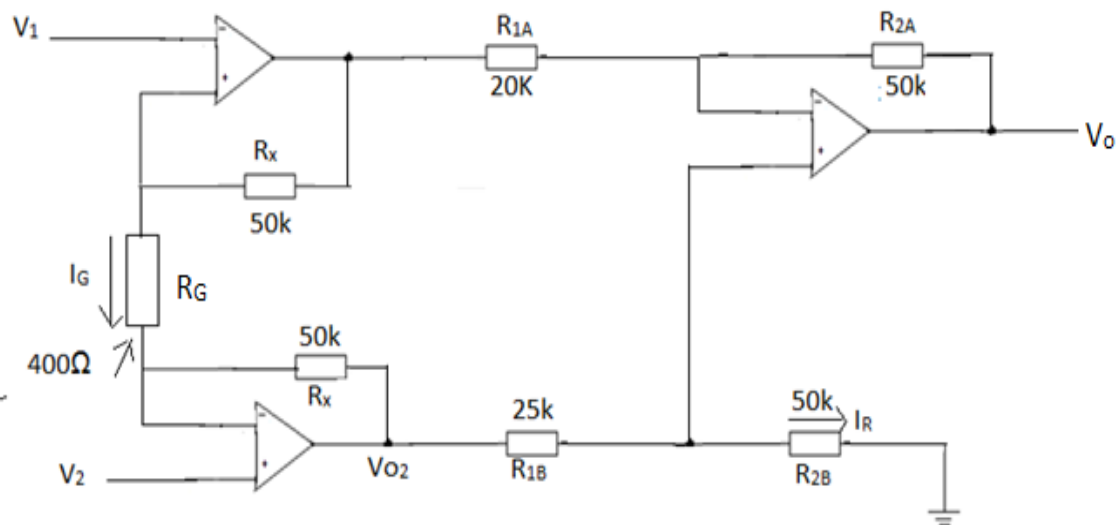 V1
R1A
20K
R2A
50k
Vo
Rx
50k
IG
RG
400Ω
50k
Rx
V2
Vo2
25k
R1B
50k
IR
R2B